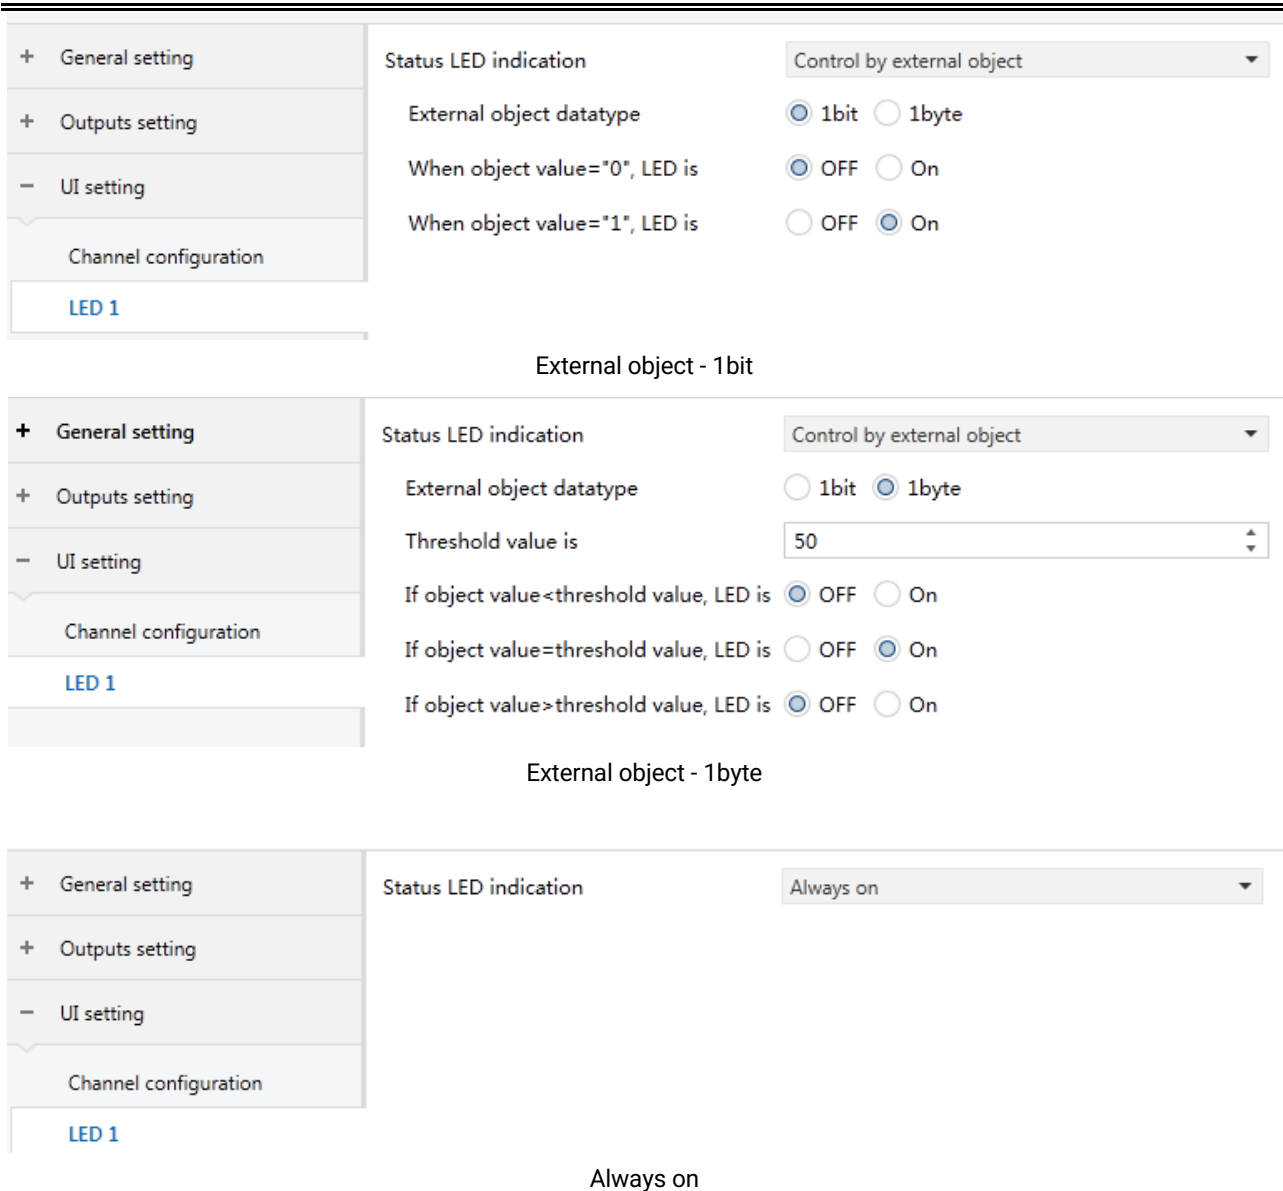 + General setting
Status LED indication Control by external object
External object datatype 1bit 1byte
+ Outputs setting
When object value="0", LED is OFF On
− UI setting
When object value="1", LED is OFF On
Channel configuration
LED 1
External object - 1bit
+ General setting
Status LED indication Control by external object
External object datatype 1bit 1byte
+ Outputs setting
Threshold value is 50
− UI setting
If object value<threshold value, LED is OFF On
Channel configuration
If object value=threshold value, LED is OFF On
LED 1
If object value>threshold value, LED is OFF On
External object - 1byte
+ General setting
Status LED indication Always on
+ Outputs setting
− UI setting
Channel configuration
LED 1
Always on